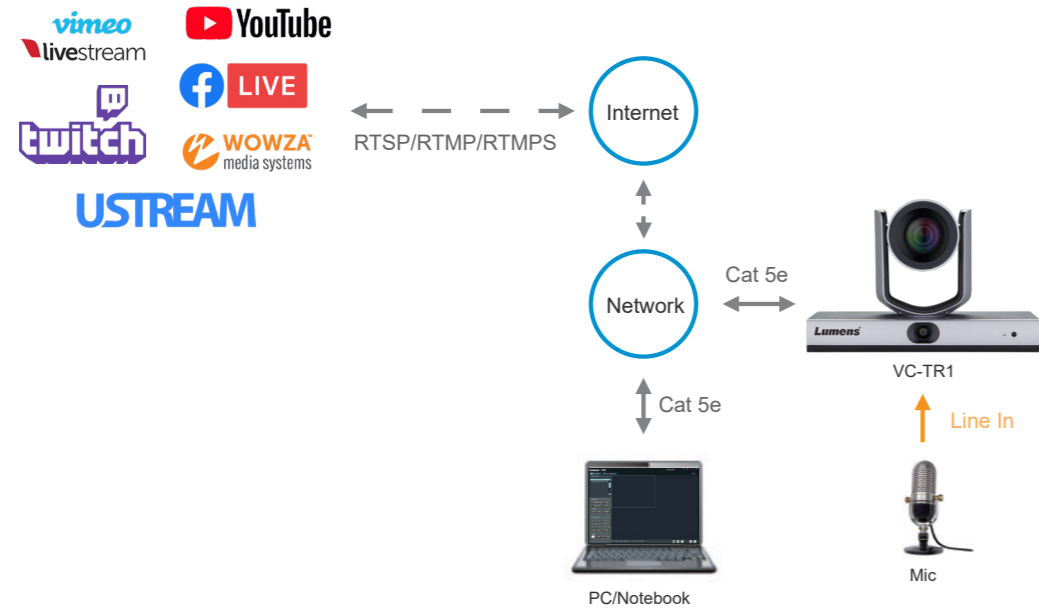 vimeo
livestream
YouTube
LIVE
twitch
WOWZA
media systems
USTREAM
RTSP/RTMP/RTMPS
Internet
Network
Cat 5e
Lumens
VC-TR1
Cat 5e
Line In
Mic
PC/Notebook